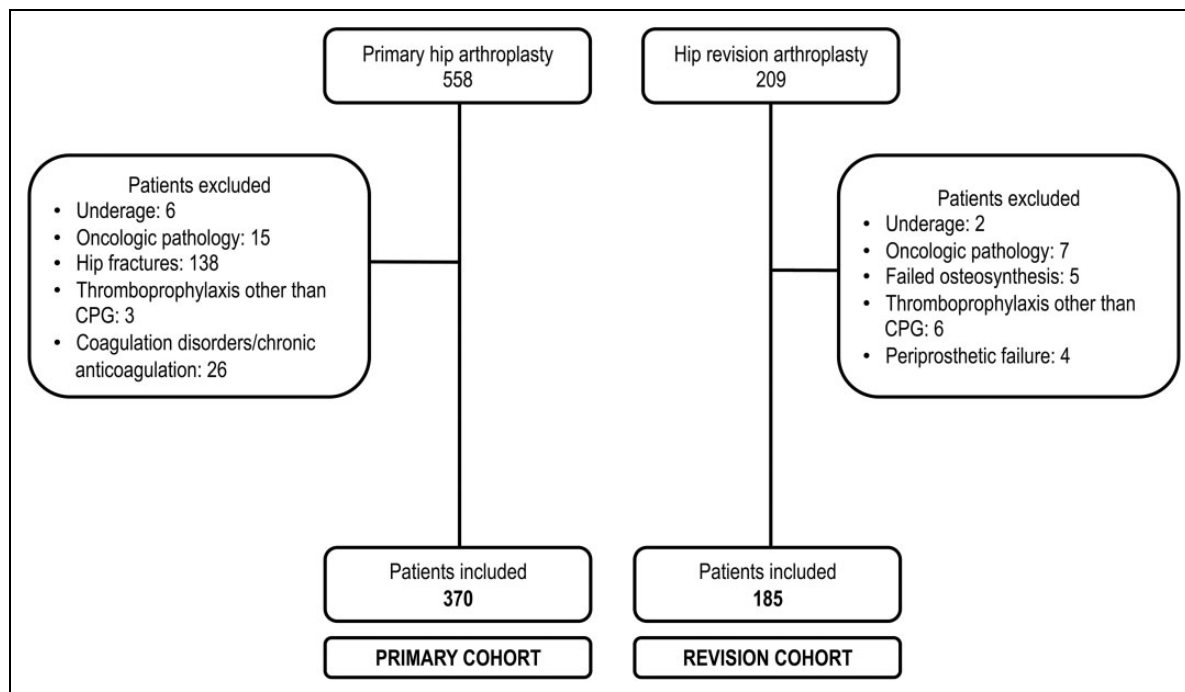 Primary hip arthroplasty
558
Hip revision arthroplasty
209
Patients excluded
• Underage: 6
• Oncologic pathology: 15
• Hip fractures: 138
• Thromboprophylaxis other than
CPG: 3
• Coagulation disorders/chronic
anticoagulation: 26
Patients excluded
• Underage: 2
• Oncologic pathology: 7
• Failed osteosynthesis: 5
• Thromboprophylaxis other than
CPG: 6
• Periprosthetic failure: 4
Patients included
370
Patients included
185
PRIMARY COHORT
REVISION COHORT